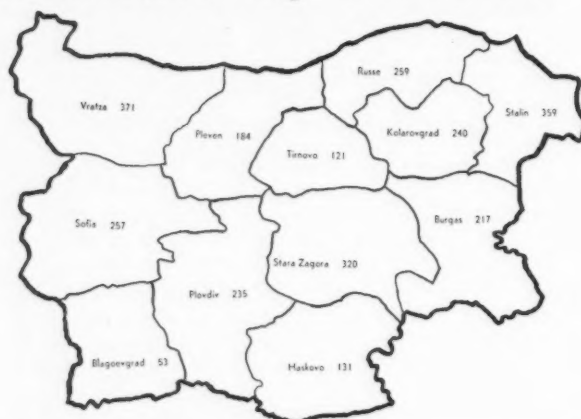 Russe 259
Vratza 371
Stalin 359
Pleven 184
Kolarovgrad 240
Tirnovo 121
Burgas 217
Sofia 257
Stara Zagora 320
Plovdiv 235
Blagoevgrad 53
Haskovo 131